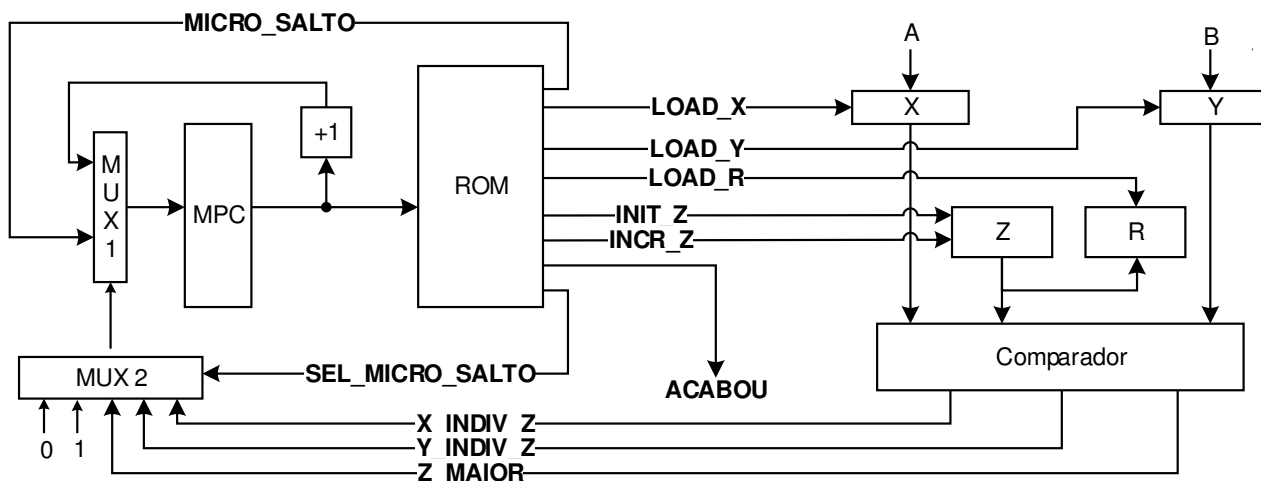 MICRO_SALTO
A
B
LOAD_X
X
Y
+1
MUX1
MPC
ROM
LOAD_Y
LOAD_R
INIT_Z
INCR_Z
Z
R
MUX 2
SEL_MICRO_SALTO
ACABOU
Comparador
0
1
X_INDIV_Z
Y_INDIV_Z
Z_MAIOR